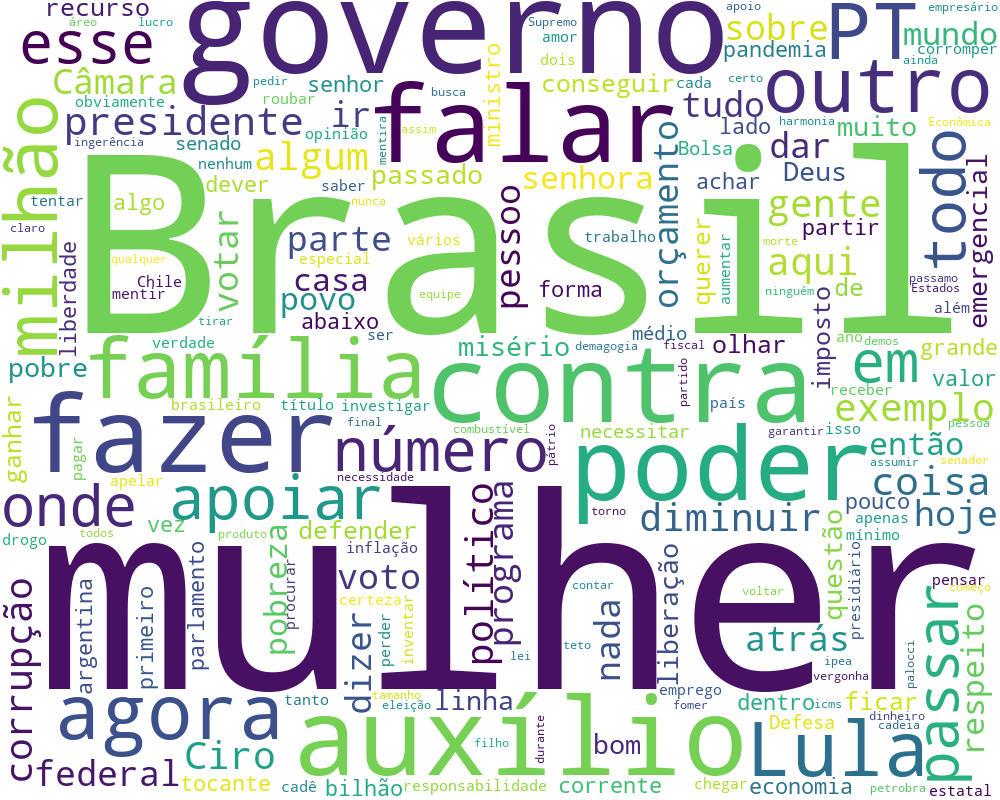 recurso
áreo
lucro
governo
apoio
sobre
PT
mundo
empresário
esse
Supremo
amor
pandemia
corromper
dois
ainda
Câmara
pedir
senhor
ministro
conseguir
cada
certo
outro
obviamente
roubar
busca
falar
tudo
presidente
ir
opinião
mentira
assim
lado
harmonia
muito
Econômica
milhão
ingerência
senado
nenhum
algum
passado
senhora
orçamento
Bolsa
dar
Deus
todo
emergencial
tentar
algo
dever
saber
nunca
achar
gente
claro
Brasil
votar
parte
vários
pessoo
trabalho
querer
aumentar
morte
partir
liberdade
qualquer
especial
casa
aqui
passamo
Chile
mentir
povo
equipe
forma
ninguém
de
Estados
tirar
abaixo
imposto
além
verdade
ser
médio
ano
demos
pobre
família
misério
demagogia
fiscal
olhar
em
grande
contra
partido
receber
valor
ganhar
brasileiro
título
investigar
país
exemplo
fazer
final
combustível
pátrio
necessitar
garantir
isso
pessoa
pagar
número
poder
então
apelar
necessidade
assumir
senador
onde
apoiar
político
programa
torno
diminuir
pouco
coisa
hoje
drogo
todos
vez
produto
pobreza
defender
apenas
mulher
procurar
inflação
voto
contar
nada
liberação
questão
mínimo
presidiário
pensar
corrupção
argentina
primeiro
parlamento
certeza
voltar
começo
dizer
perder
inventar
lei
teto
atrás
ipea
palocci
passar
respeito
vergonha
agora
tanto
tamanho
eleição
linha
emprego
dentro
icms
ficar
auxílio
Defesa
dinheiro
Ciro
filho
durante
bom
Lula
cadeia
federal
tocante
cadê
bilhão
responsabilidade
corrente
chegar
economia
petrobra
estatal